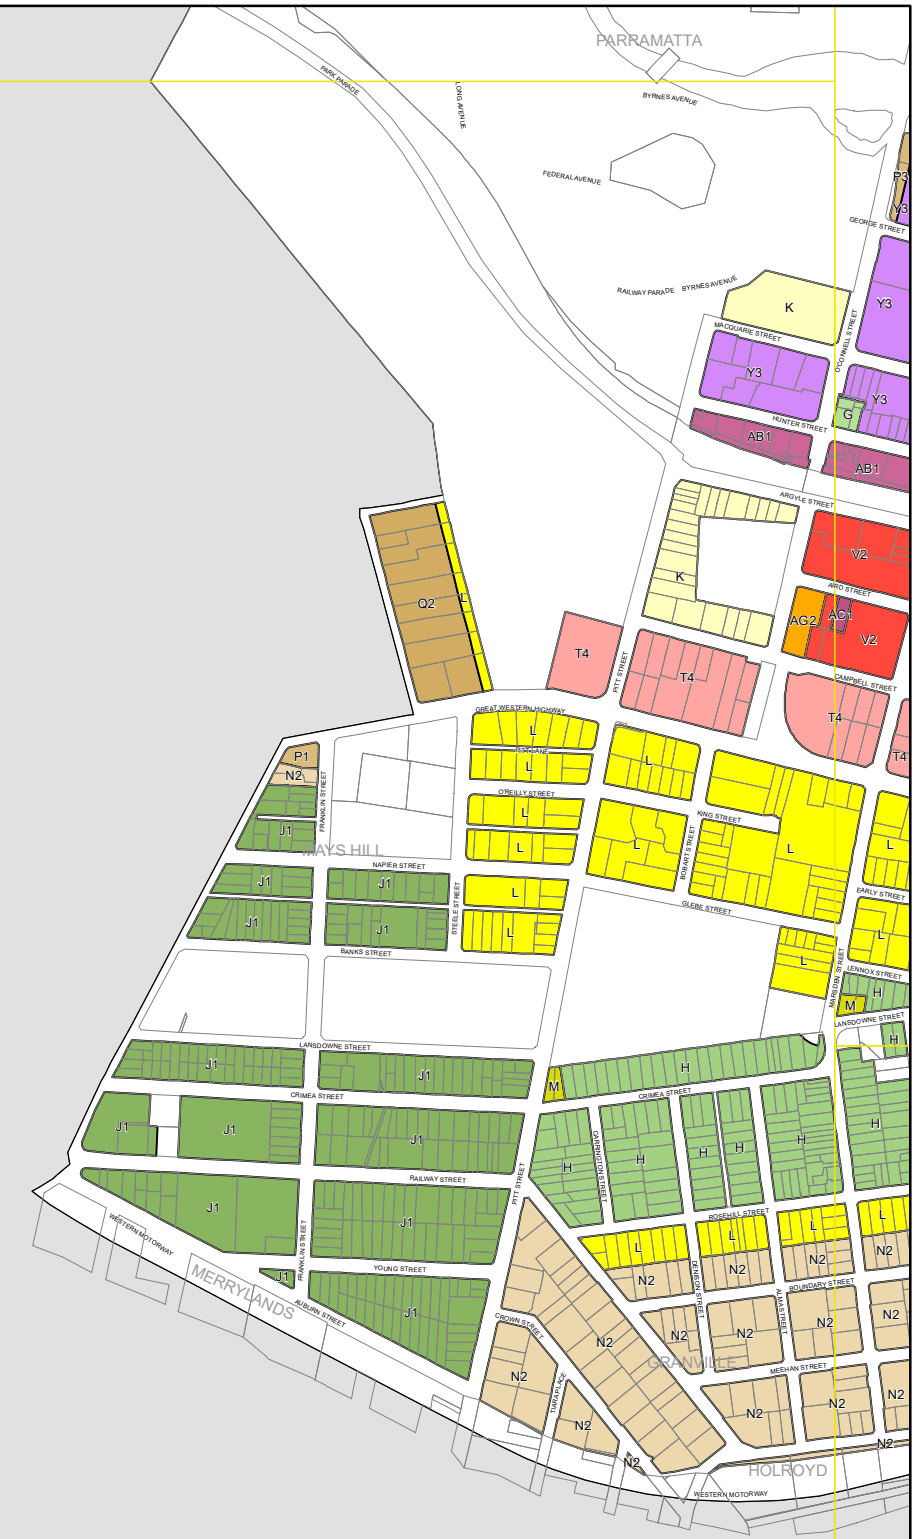 PARRAMATTA
PARK PARADE
LONG AVENUE
BYRNES AVENUE
FEDERAL AVENUE
P3
Y3
GEORGE STREET
RAILWAY PARADE
BYRNES AVENUE
K
Y3
O'CONNELL STREET
MACQUARIE STREET
Y3
Y3
G
HUNTER STREET
AB1
AB1
ARGYLE STREET
V2
K
AIRD STREET
Q2
L
AG2
AC1
V2
T4
PITT STREET
T4
CAMPBELL STREET
T4
T4
GREAT WESTERN HIGHWAY
L
P1
N2
L
L
O'REILLY STREET
FRANKLIN STREET
L
KING STREET
J1
MAYS HILL
L
L
BOBART STREET
L
L
NAPIER STREET
J1
J1
L
EARLY STREET
STEELE STREET
GLEBE STREET
J1
J1
L
L
BANKS STREET
L
MARSDEN STREET
LENNOX STREET
H
M
LANSDOWNE STREET
H
LANSDOWNE STREET
J1
J1
M
H
CRIMEA STREET
CRIMEA STREET
J1
J1
J1
H
H
H
H
H
H
CARRINGTON STREET
PITT STREET
RAILWAY STREET
J1
J1
ROSEHILL STREET
L
L
L
L
WESTERN MOTORWAY
FRANKLIN STREET
YOUNG STREET
J1
N2
N2
N2
N2
DENISON STREET
BOUNDARY STREET
MERRYLANDS
AUBURN STREET
J1
CROWN STREET
N2
N2
N2
ALMA STREET
N2
N2
GRANVILLE
MEEHAN STREET
N2
TIARA PLACE
N2
N2
N2
N2
N2
N2
HOLROYD
WESTERN MOTORWAY